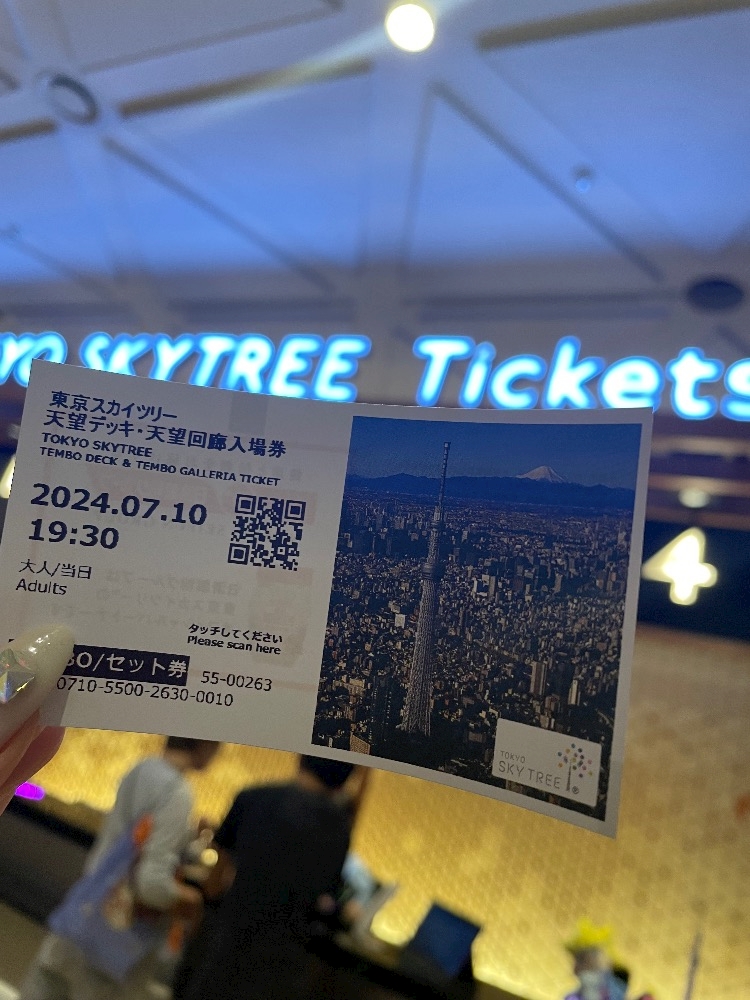 SKYTREE Tickets
東京スカイツリー
天望デッキ・天望回廊入場券
TOKYO SKYTREE
TEMBO DECK & TEMBO GALLERIA TICKET
2024.07.10
19:30
大人/当日
Adults
タッチしてください
Please scan here
/セット券 55-00263
0710-5500-2630-0010
TOKYO
SKYTREE®
4